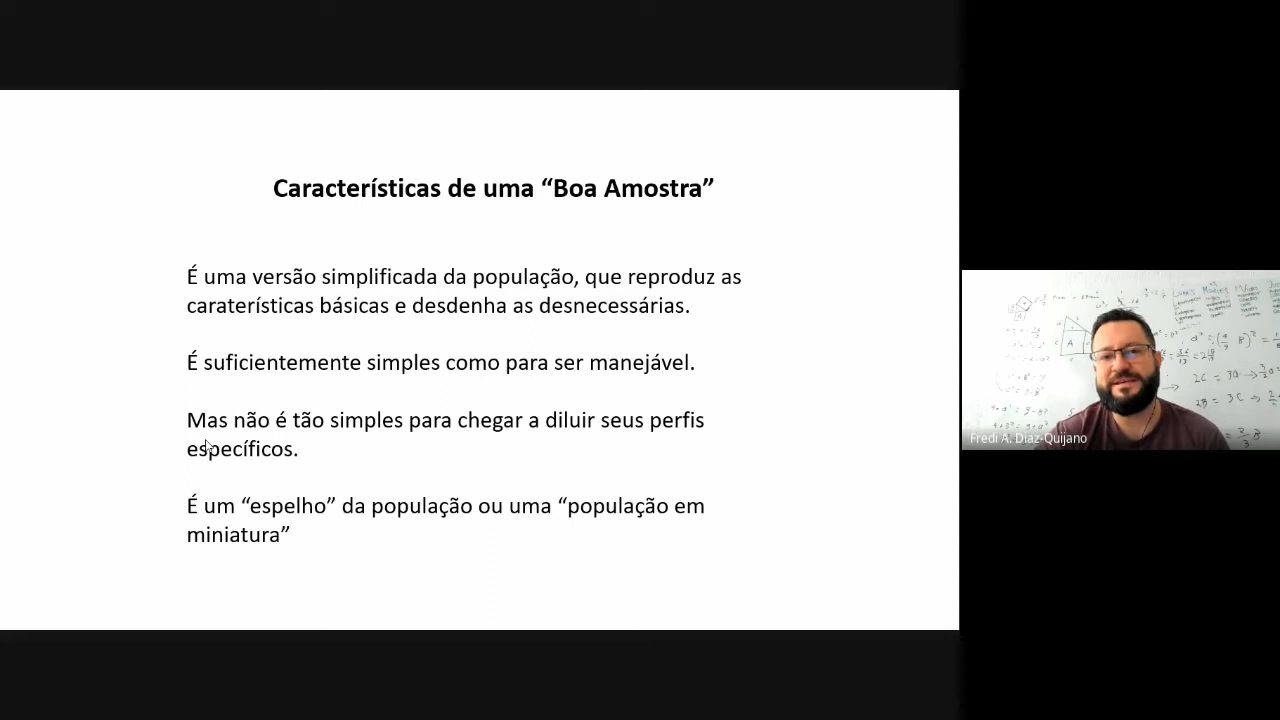 Características de uma “Boa Amostra”
É uma versão simplificada da população, que reproduz as
caraterísticas básicas e desdenha as desnecessárias.
É suficientemente simples como para ser manejável.
Mas não é tão simples para chegar a diluir seus perfis
específicos.
É um “espelho” da população ou uma “população em
miniatura”
Fredi A. Diaz-Quijano